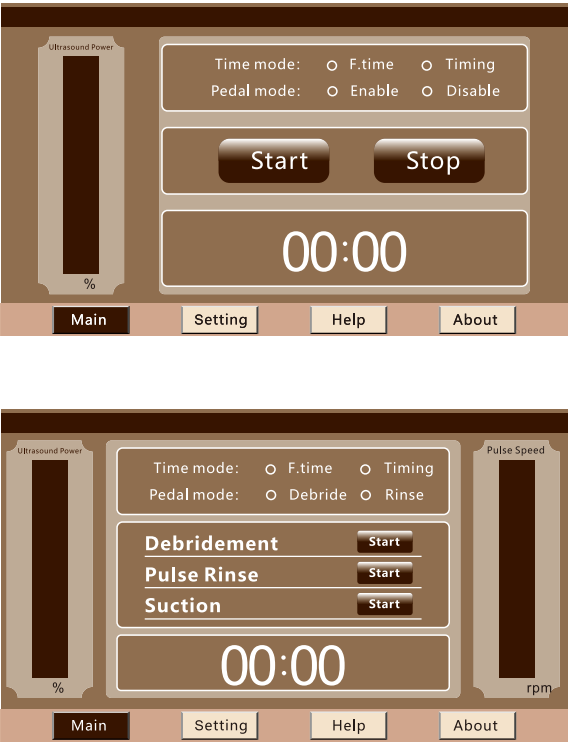 Ultrasound Power
%
Time mode: F.time Timing
Pedal mode: Enable Disable
Start Stop
00:00
Main Setting Help About
Ultrasound Power
%
Time mode: F.time Timing
Pedal mode: Debride Rinse
Debridement Start
Pulse Rinse Start
Suction Start
00:00
Pulse Speed
rpm
Main Setting Help About